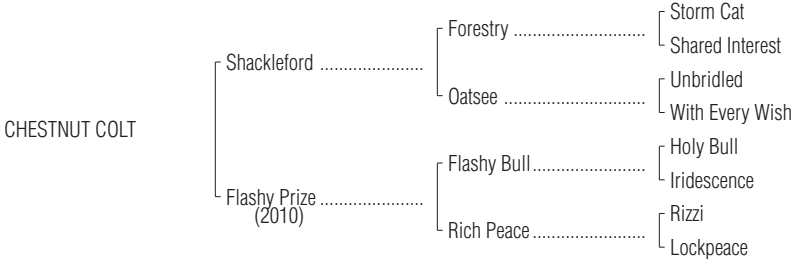 Storm Cat
Forestry ............................
Shared Interest
Shackleford ......................
Unbridled
Oatsee ..............................
With Every Wish
CHESTNUT COLT
Holy Bull
Flashy Bull........................
Iridescence
Flashy Prize ......................
(2010)
Rizzi
Rich Peace........................
Lockpeace